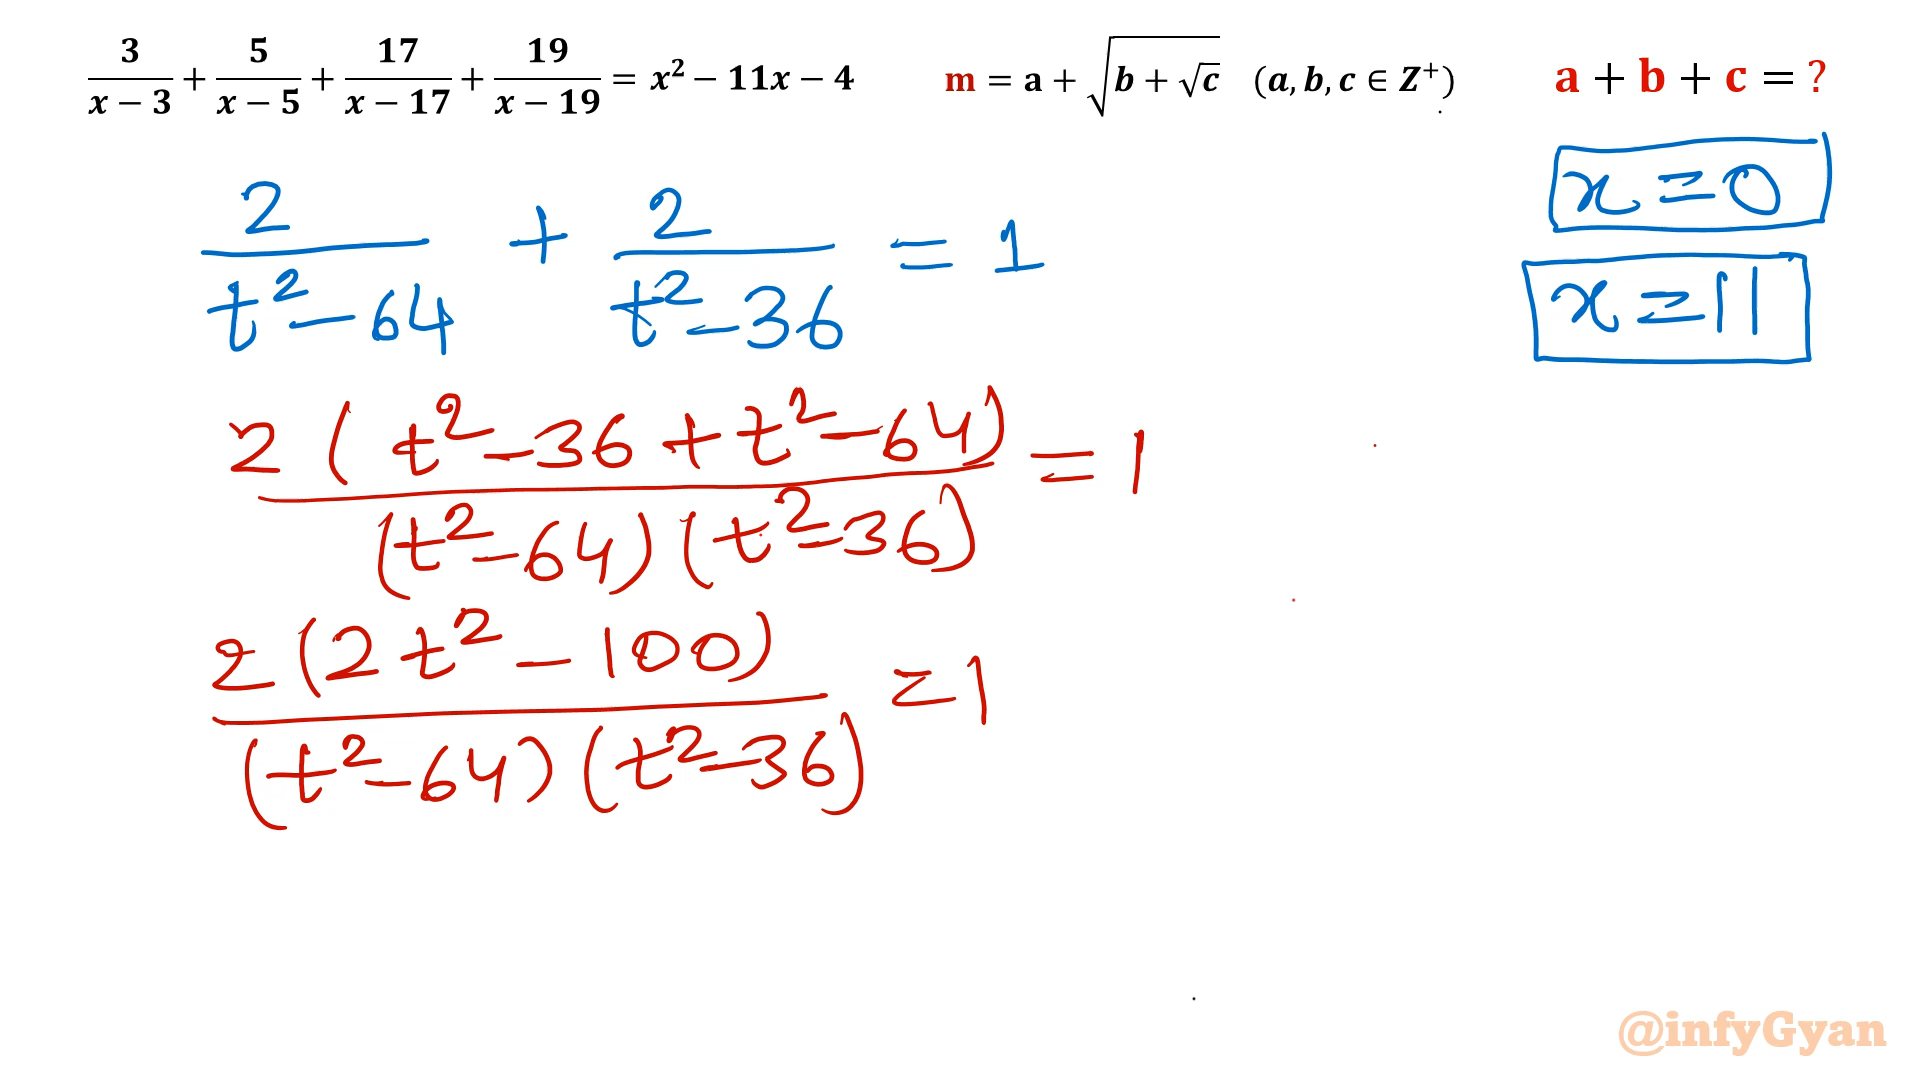 3/(x − 3) + 5/(x − 5) + 17/(x − 17) + 19/(x − 19) = x² − 11x − 4 m = a + √(b + √c) (a, b, c ∈ Z⁺) a + b + c = ?
x = 0
x = 11
2/(t² − 64) + 2/(t² − 36) = 1
2(t² − 36 + t² − 64)/((t² − 64)(t² − 36)) = 1
2(2t² − 100)/((t² − 64)(t² − 36)) = 1
@infyGyan